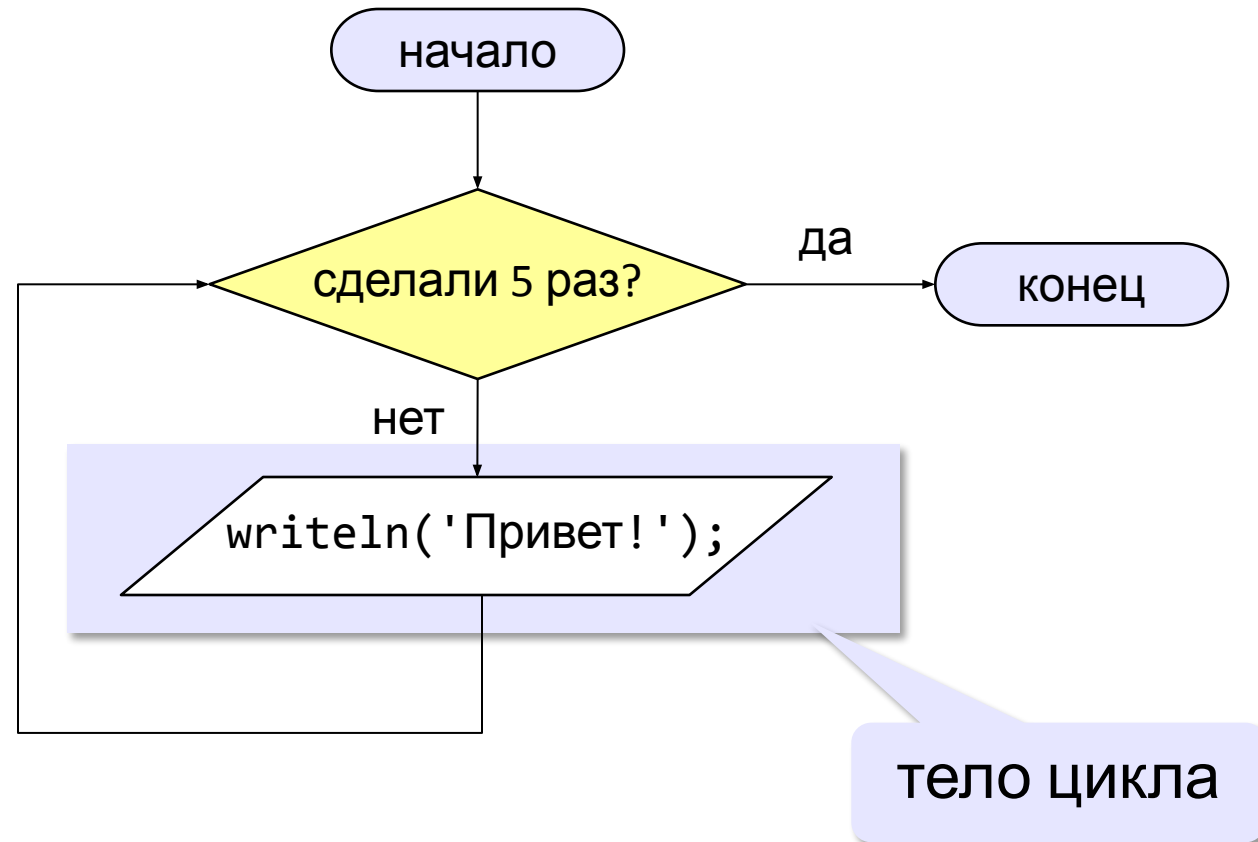 начало
сделали 5 раз?
да
конец
нет
writeln('Привет!');
тело цикла